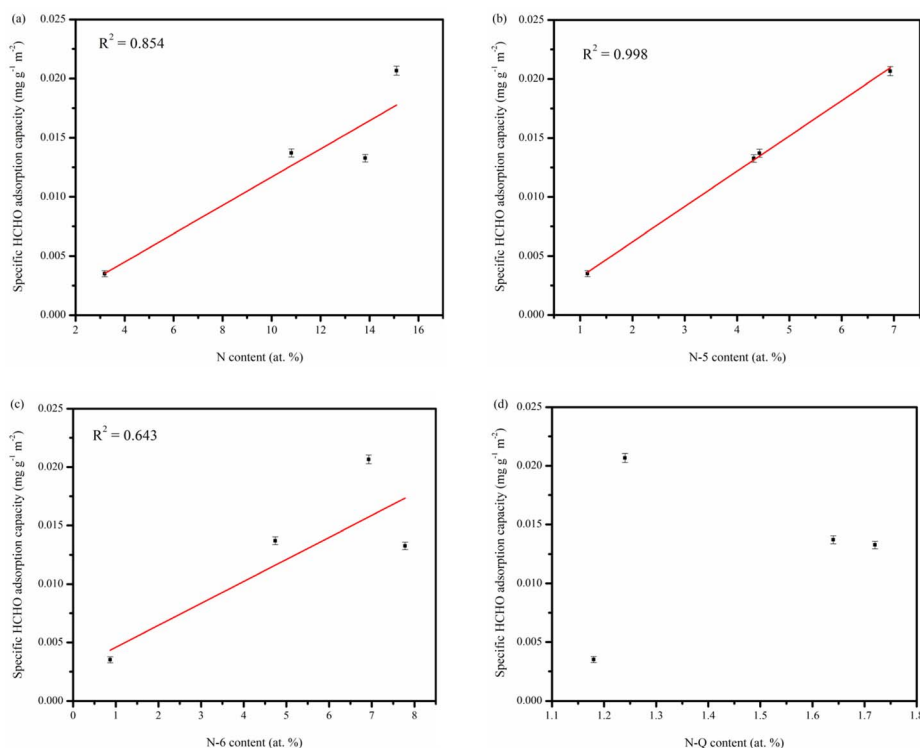 (a)
R² = 0.854
Specific HCHO adsorption capacity (mg g⁻¹ m⁻²)
0.025
0.020
0.015
0.010
0.005
0.000
2 4 6 8 10 12 14 16
N content (at. %)
(b)
R² = 0.998
Specific HCHO adsorption capacity (mg g⁻¹ m⁻²)
0.025
0.020
0.015
0.010
0.005
0.000
1 2 3 4 5 6 7
N-5 content (at. %)
(c)
R² = 0.643
Specific HCHO adsorption capacity (mg g⁻¹ m⁻²)
0.025
0.020
0.015
0.010
0.005
0.000
0 1 2 3 4 5 6 7 8
N-6 content (at. %)
(d)
Specific HCHO adsorption capacity (mg g⁻¹ m⁻²)
0.025
0.020
0.015
0.010
0.005
0.000
1.1 1.2 1.3 1.4 1.5 1.6 1.7 1.8
N-Q content (at. %)